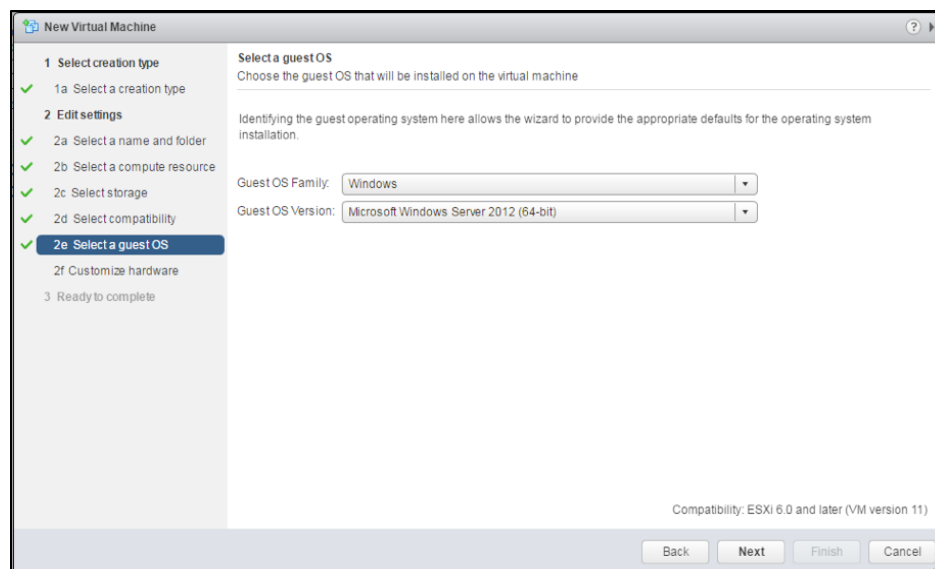 New Virtual Machine
?
1 Select creation type
1a Select a creation type
2 Edit settings
2a Select a name and folder
2b Select a compute resource
2c Select storage
2d Select compatibility
2e Select a guest OS
2f Customize hardware
3 Ready to complete
Select a guest OS
Choose the guest OS that will be installed on the virtual machine
Identifying the guest operating system here allows the wizard to provide the appropriate defaults for the operating system
installation.
Guest OS Family: Windows
Guest OS Version: Microsoft Windows Server 2012 (64-bit)
Compatibility: ESXi 6.0 and later (VM version 11)
Back Next Finish Cancel